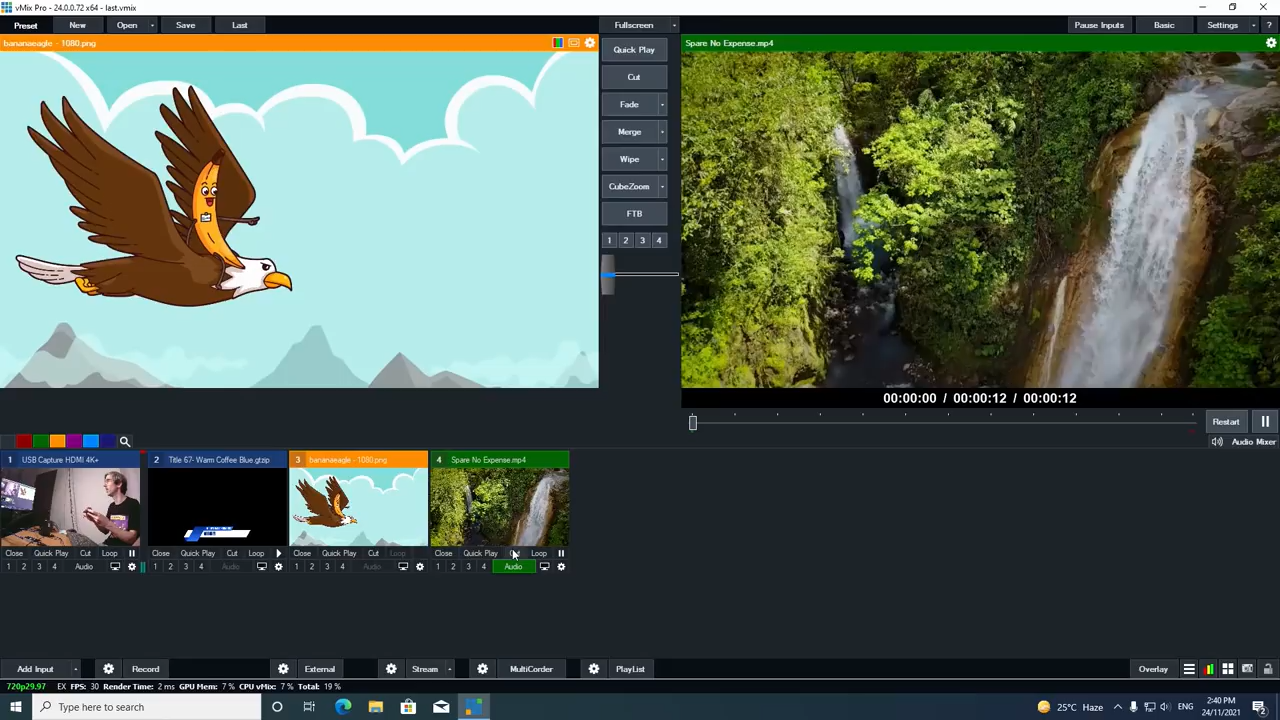 vMix Pro - 24.0.0.72 x64 - last.vmix
Preset New Open Save Last Fullscreen Pause Inputs Basic Settings ?
bananaeagle - 1080.png
Spare No Expense.mp4
Quick Play
Cut
Fade
Merge
Wipe
CubeZoom
FTB
1 2 3 4
00:00:00 / 00:00:12 / 00:00:12
Restart
Audio Mixer
1 USB Capture HDMI 4K+
2 Title 67- Warm Coffee Blue.gtzip
3 bananaeagle - 1080.png
4 Spare No Expense.mp4
Close Quick Play Cut Loop
Close Quick Play Cut Loop
Close Quick Play Cut Loop
Close Quick Play Cut Loop
1 2 3 4 Audio
1 2 3 4 Audio
1 2 3 4 Audio
1 2 3 4 Audio
Add Input Record External Stream MultiCorder PlayList Overlay
720p29.97 EX FPS: 30 Render Time: 2 ms GPU Mem: 7 % CPU vMix: 7 % Total: 19 %
Type here to search
25°C Haze
ENG
2:40 PM
24/11/2021
2